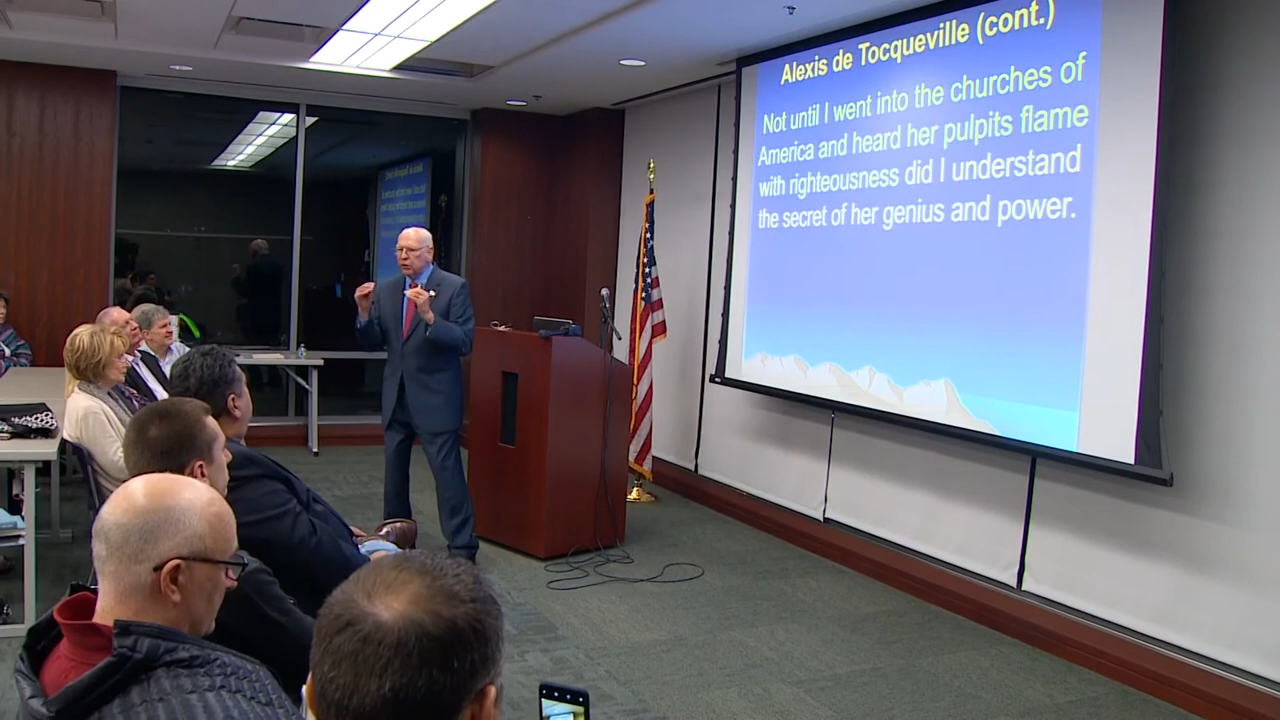 Alexis de Tocqueville (cont.)
Not until I went into the churches of
America and heard her pulpits flame
with righteousness did I understand
the secret of her genius and power.